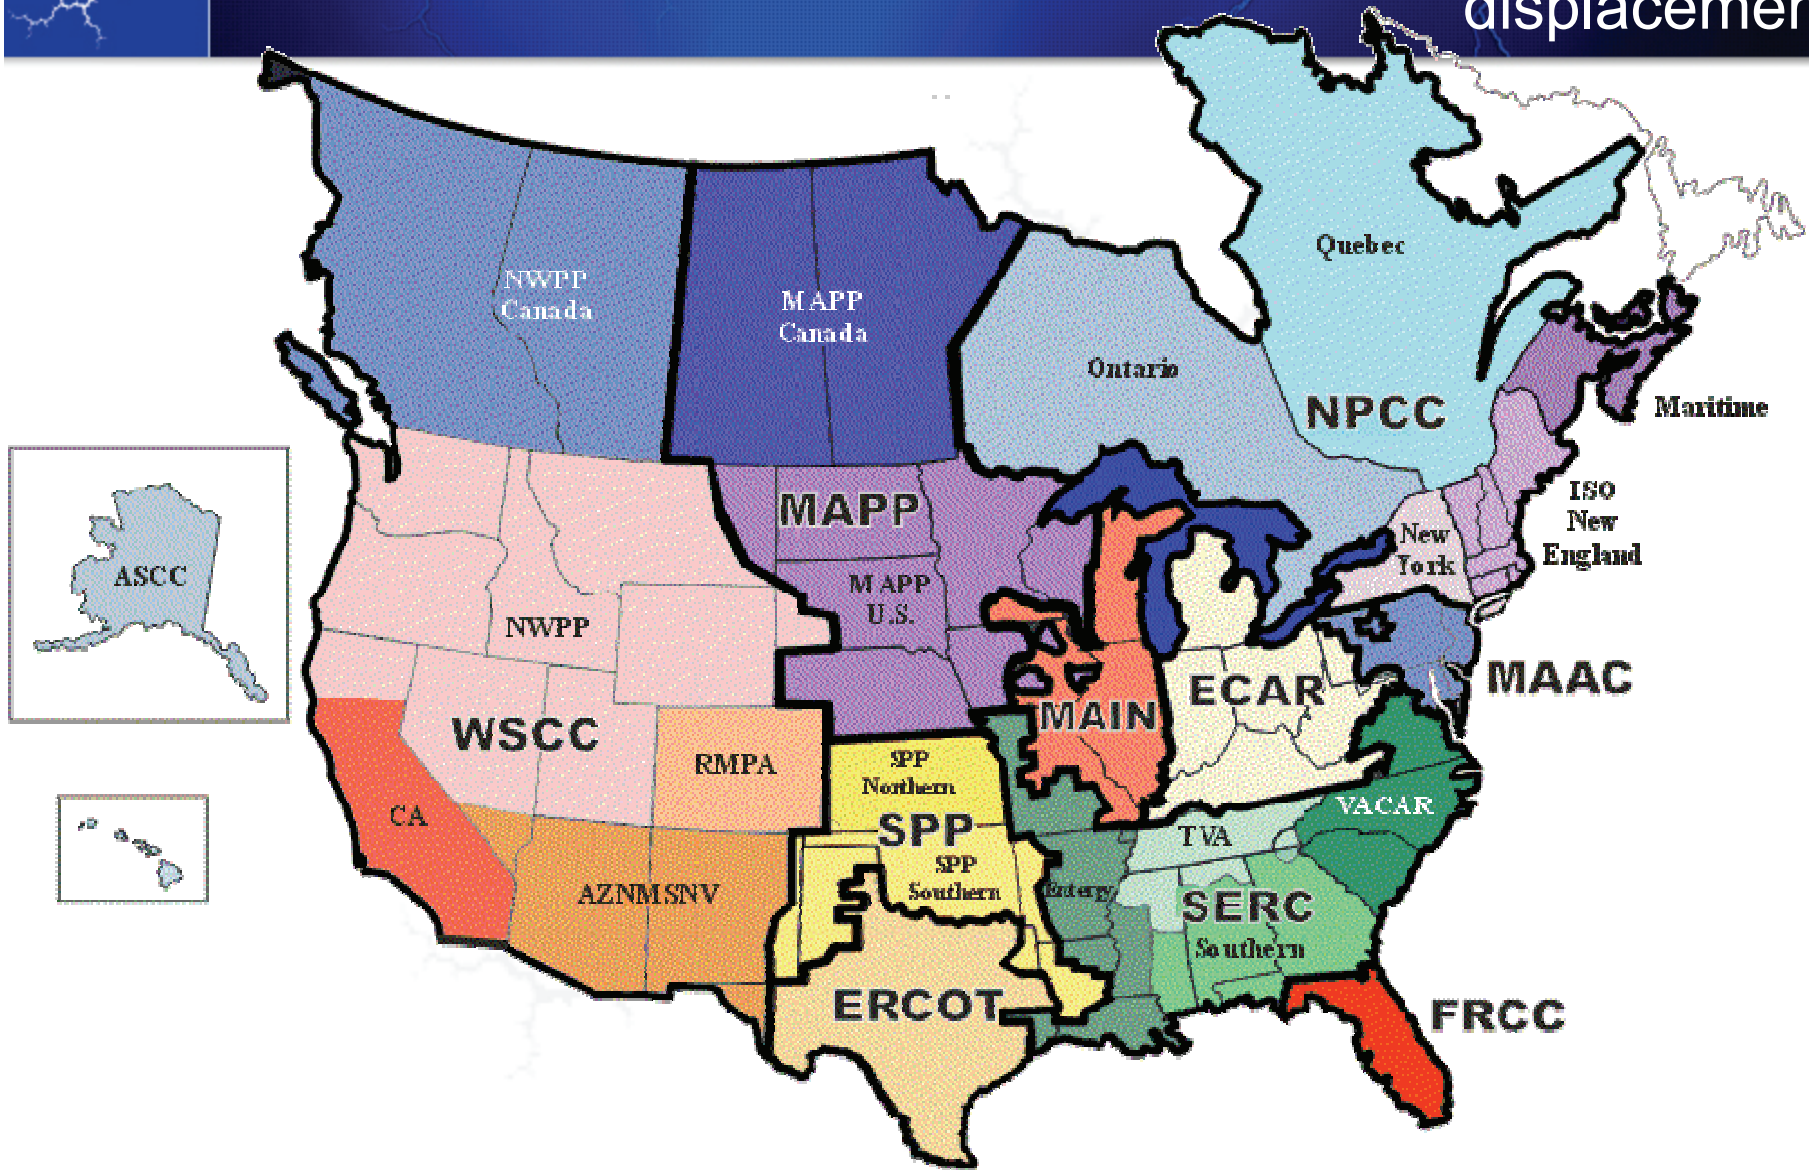 displacemen
Quebec
NWPP
Canada
MAPP
Canada
Ontario
NPCC
Maritime
ISO
New
England
New
York
MAPP
MAPP
U.S.
ASCC
NWPP
MAAC
ECAR
MAIN
WSCC
RMPA
SPP
Northern
CA
SPP
VACAR
TVA
SPP
Southern
AZNMSNV
Entergy
SERC
Southern
ERCOT
FRCC